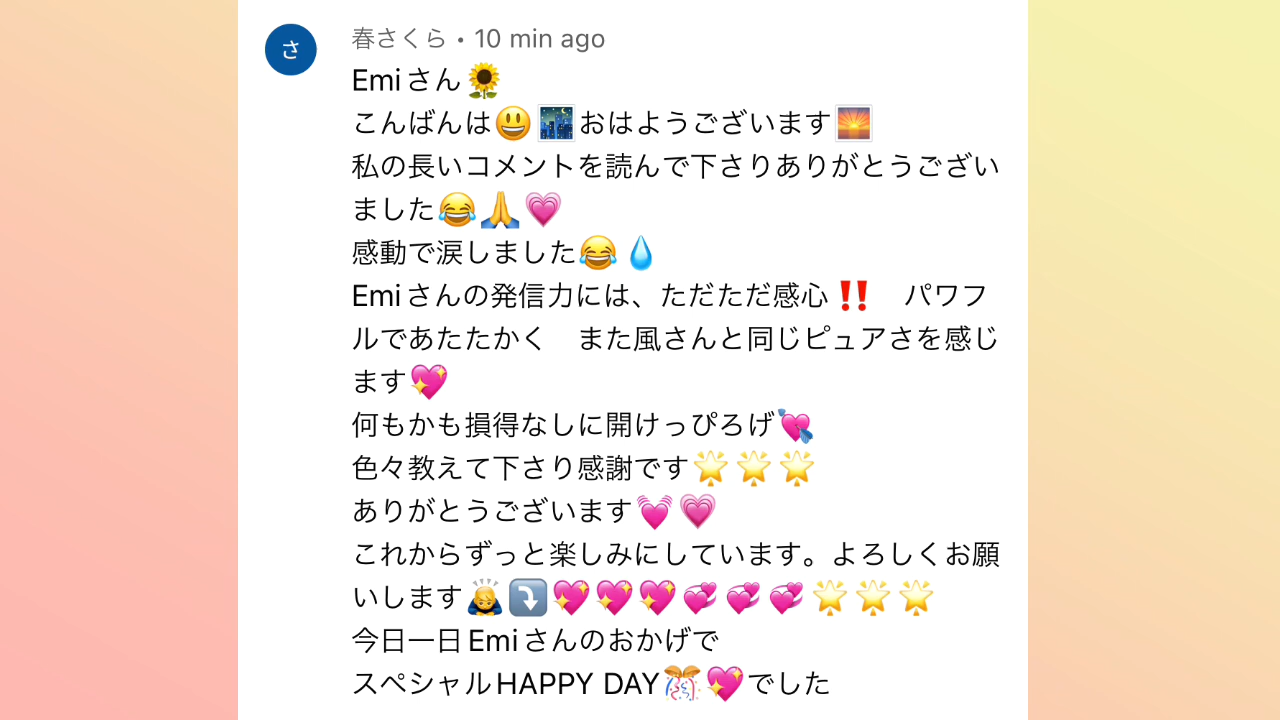 さ
春さくら • 10 min ago
Emiさん🌻
こんばんは😃🌃おはようございます🌅
私の長いコメントを読んで下さりありがとうござい
ました😂🙏💗
感動で涙しました😂💧
Emiさんの発信力には、ただただ感心‼️　パワフ
ルであたたかく　また風さんと同じピュアさを感じ
ます💖
何もかも損得なしに開けっぴろげ💘
色々教えて下さり感謝です🌟🌟🌟
ありがとうございます💓💗
これからずっと楽しみにしています。よろしくお願
いします🙇⤵️💖💖💖💞💞💞🌟🌟🌟
今日一日Emiさんのおかげで
スペシャルHAPPY DAY🎊💖でした